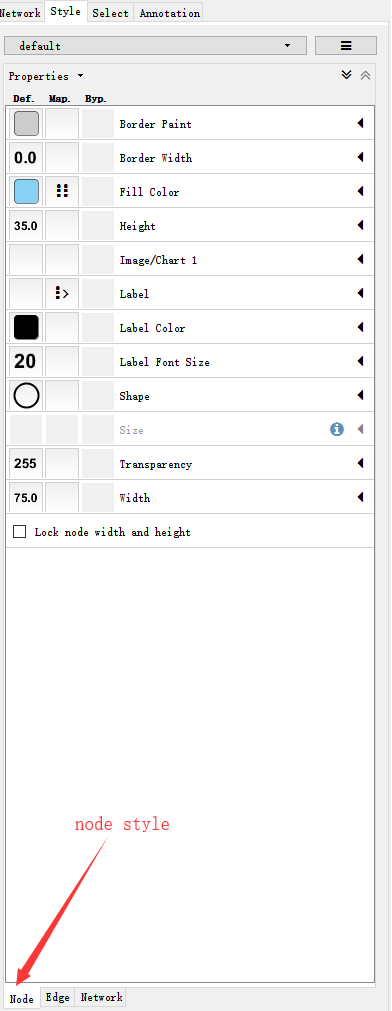 Network Style Select Annotation
default
Properties
Def. Map. Byp.
Border Paint
0.0 Border Width
Fill Color
35.0 Height
Image/Chart 1
Label
Label Color
20 Label Font Size
Shape
Size
255 Transparency
75.0 Width
Lock node width and height
node style
Node Edge Network